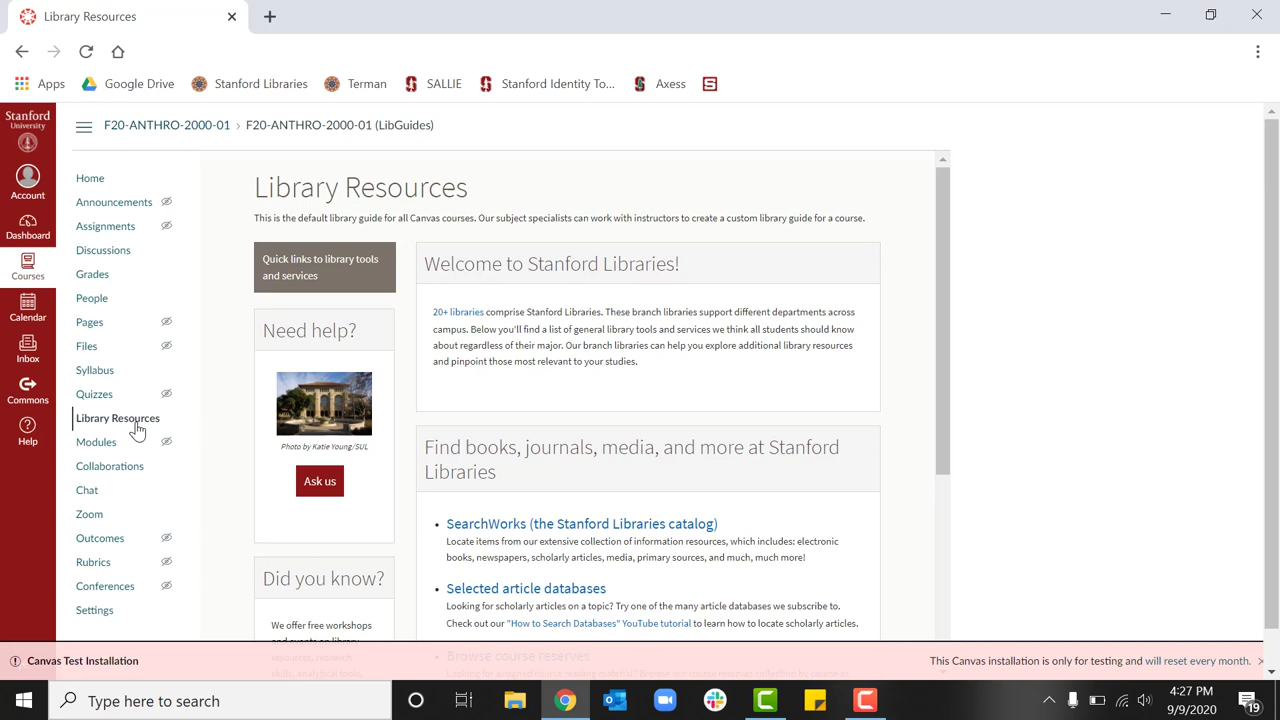 Library Resources
Apps
Google Drive
Stanford Libraries
Terman
SALLIE
Stanford Identity To...
Axess
Stanford
University
Account
Dashboard
Courses
Calendar
Inbox
Commons
Help
F20-ANTHRO-2000-01 › F20-ANTHRO-2000-01 (LibGuides)
Home
Announcements
Assignments
Discussions
Grades
People
Pages
Files
Syllabus
Quizzes
Library Resources
Modules
Collaborations
Chat
Zoom
Outcomes
Rubrics
Conferences
Settings
Library Resources
This is the default library guide for all Canvas courses. Our subject specialists can work with instructors to create a custom library guide for a course.
Quick links to library tools
and services
Need help?
Photo by Katie Young/SUL
Ask us
Did you know?
We offer free workshops
and events on library
resources, research
skills, analytical tools,
Welcome to Stanford Libraries!
20+ libraries comprise Stanford Libraries. These branch libraries support different departments across
campus. Below you'll find a list of general library tools and services we think all students should know
about regardless of their major. Our branch libraries can help you explore additional library resources
and pinpoint those most relevant to your studies.
Find books, journals, media, and more at Stanford
Libraries
• SearchWorks (the Stanford Libraries catalog)
Locate items from our extensive collection of information resources, which includes: electronic
books, newspapers, scholarly articles, media, primary sources, and much, much more!
• Selected article databases
Looking for scholarly articles on a topic? Try one of the many article databases we subscribe to.
Check out our "How to Search Databases" YouTube tutorial to learn how to locate scholarly articles.
• Browse course reserves
Canvas Test Installation
This Canvas installation is only for testing and will reset every month.
Type here to search
4:27 PM
9/9/2020
19